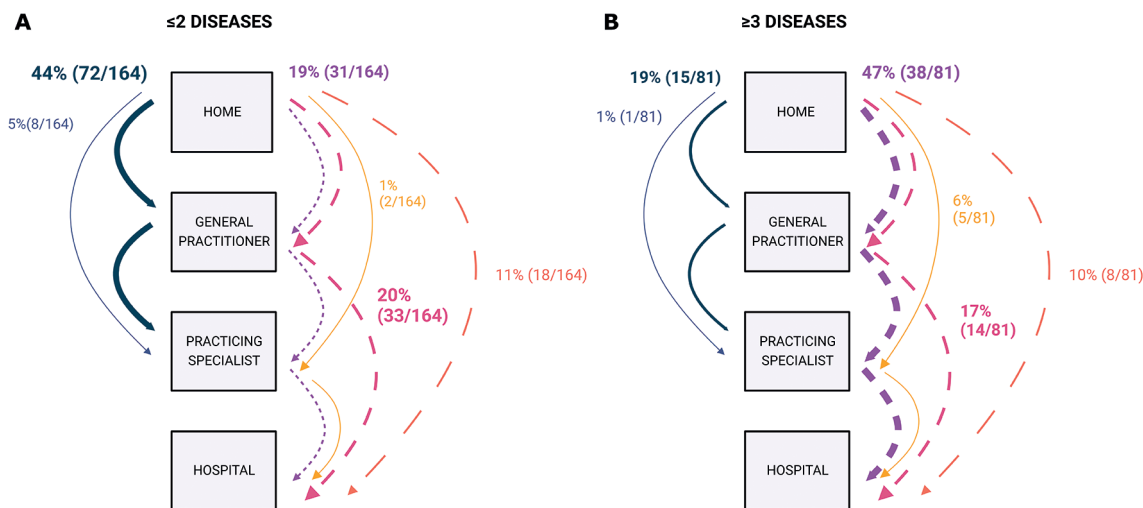 A
≤2 DISEASES
44% (72/164)
19% (31/164)
5%(8/164)
HOME
1%
(2/164)
GENERAL
PRACTITIONER
11% (18/164)
20%
(33/164)
PRACTICING
SPECIALIST
HOSPITAL
B
≥3 DISEASES
19% (15/81)
47% (38/81)
1% (1/81)
HOME
6%
(5/81)
GENERAL
PRACTITIONER
10% (8/81)
17%
(14/81)
PRACTICING
SPECIALIST
HOSPITAL